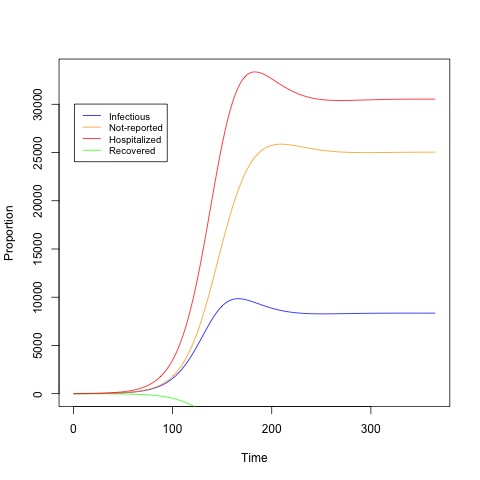 Proportion
30000
25000
20000
15000
10000
5000
0
Infectious
Not-reported
Hospitalized
Recovered
0 100 200 300
Time